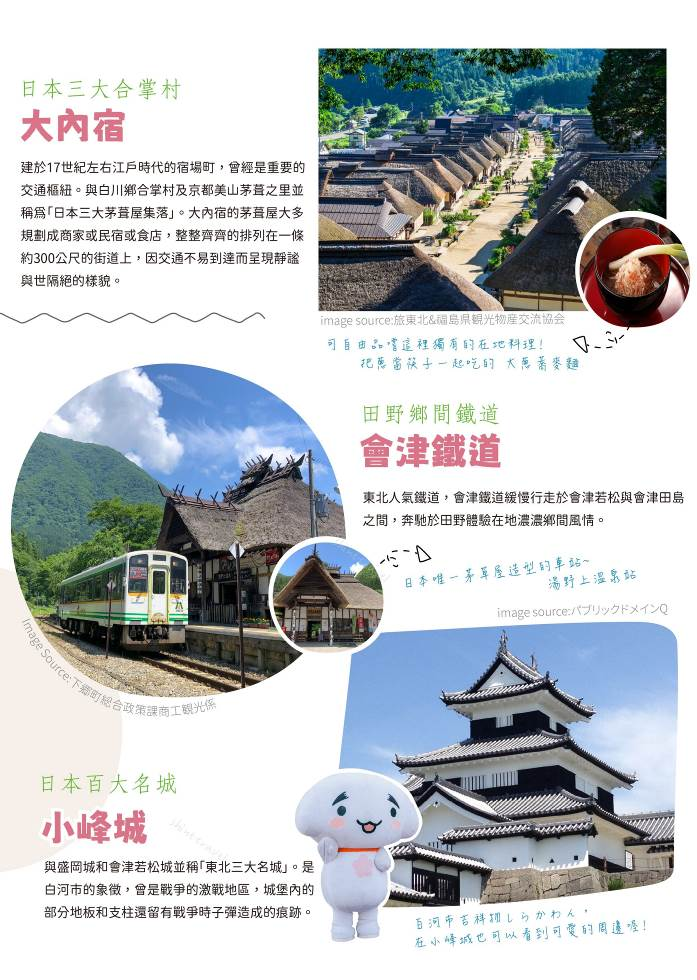 日本三大合掌村
大內宿
建於17世紀左右江戶時代的宿場町，曾經是重要的
交通樞紐。與白川鄉合掌村及京都美山茅葺之里並
稱爲「日本三大茅葺屋集落」。大內宿的茅葺屋大多
規劃成商家或民宿或食店，整整齊齊的排列在一條
約300公尺的街道上，因交通不易到達而呈現靜謐
與世隔絕的樣貌。
image source:旅東北&福島県観光物産交流協会
可自由品嚐這裡獨有的在地料理!
把蔥當筷子一起吃的 大蔥蕎麥麵
田野鄉間鐵道
會津鐵道
東北人氣鐵道，會津鐵道緩慢行走於會津若松與會津田島
之間，奔馳於田野體驗在地濃濃鄉間風情。
日本唯一茅草屋造型的車站~
湯野上溫泉站
Image Source:下郷町総合政策課商工観光係
image source:パブリックドメインQ
日本百大名城
小峰城
與盛岡城和會津若松城並稱「東北三大名城」。是
白河市的象徵，曾是戰爭的激戰地區，城堡內的
部分地板和支柱還留有戰爭時子彈造成的痕跡。
百河市吉祥物しらかわん，
在小峰城也可以看到可愛的周邊喔!